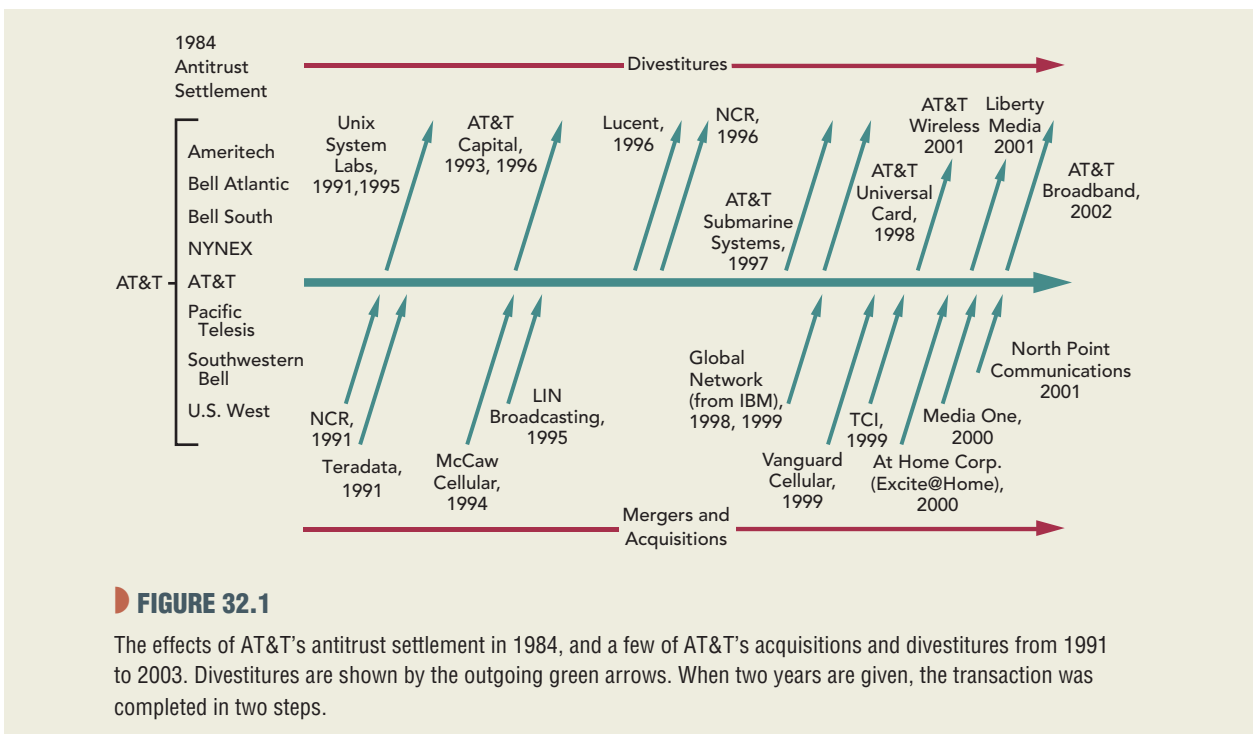 1984
Antitrust
Settlement
Divestitures
AT&T
Ameritech
Bell Atlantic
Bell South
NYNEX
AT&T
Pacific
Telesis
Southwestern
Bell
U.S. West
Unix
System
Labs,
1991,1995
AT&T
Capital,
1993, 1996
Lucent,
1996
NCR,
1996
AT&T
Submarine
Systems,
1997
AT&T
Universal
Card,
1998
AT&T
Wireless
2001
Liberty
Media
2001
AT&T
Broadband,
2002
NCR,
1991
Teradata,
1991
McCaw
Cellular,
1994
LIN
Broadcasting,
1995
Global
Network
(from IBM),
1998, 1999
Vanguard
Cellular,
1999
TCI,
1999
At Home Corp.
(Excite@Home),
2000
Media One,
2000
North Point
Communications
2001
Mergers and
Acquisitions
FIGURE 32.1
The effects of AT&T's antitrust settlement in 1984, and a few of AT&T's acquisitions and divestitures from 1991
to 2003. Divestitures are shown by the outgoing green arrows. When two years are given, the transaction was
completed in two steps.